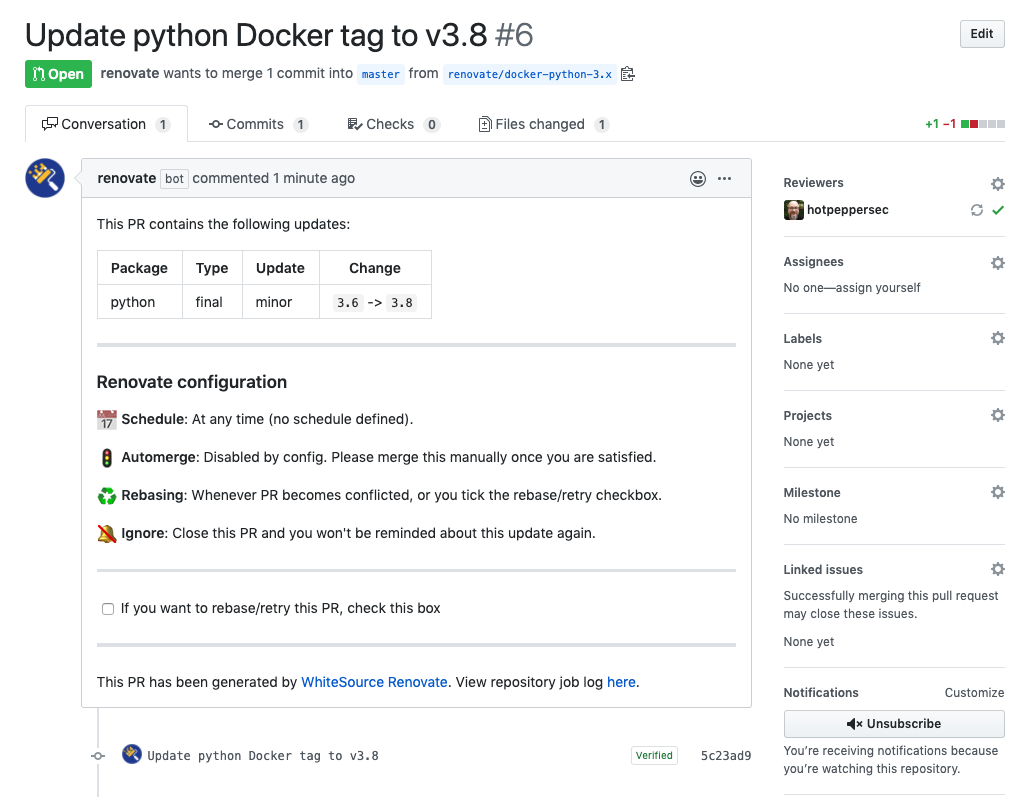 Update python Docker tag to v3.8 #6
Edit
Open renovate wants to merge 1 commit into master from renovate/docker-python-3.x
Conversation 1 Commits 1 Checks 0 Files changed 1 +1 −1
renovate bot commented 1 minute ago
This PR contains the following updates:
Package Type Update Change
python final minor 3.6 -> 3.8
Renovate configuration
17 Schedule: At any time (no schedule defined).
Automerge: Disabled by config. Please merge this manually once you are satisfied.
Rebasing: Whenever PR becomes conflicted, or you tick the rebase/retry checkbox.
Ignore: Close this PR and you won't be reminded about this update again.
If you want to rebase/retry this PR, check this box
This PR has been generated by WhiteSource Renovate. View repository job log here.
Update python Docker tag to v3.8 Verified 5c23ad9
Reviewers
hotpeppersec
Assignees
No one—assign yourself
Labels
None yet
Projects
None yet
Milestone
No milestone
Linked issues
Successfully merging this pull request
may close these issues.
None yet
Notifications Customize
Unsubscribe
You’re receiving notifications because
you’re watching this repository.